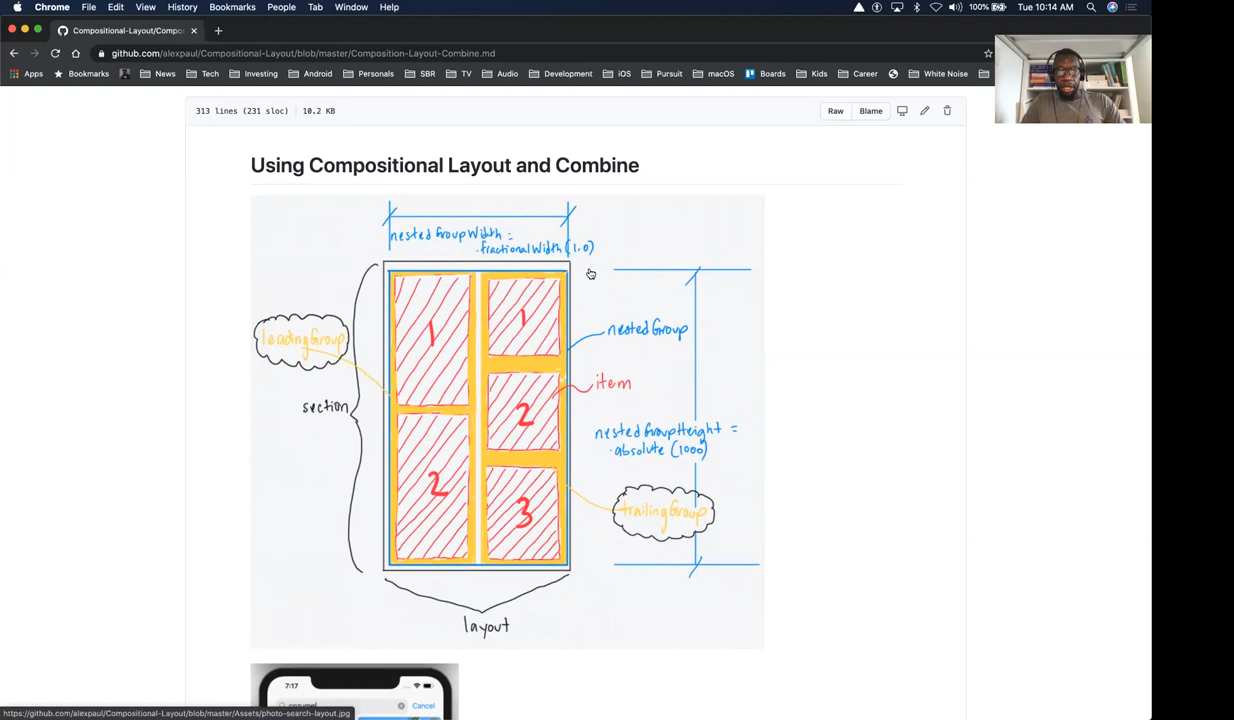 Chrome File Edit View History Bookmarks People Tab Window Help 100% Tue 10:14 AM
Compositional-Layout/Compo
github.com/alexpaul/Compositional-Layout/blob/master/Composition-Layout-Combine.md
Apps Bookmarks News Tech Investing Android Personals SBR TV Audio Development iOS Pursuit macOS Boards Kids Career White Noise
313 lines (231 sloc) 10.2 KB Raw Blame
Using Compositional Layout and Combine
nestedGroupWidth =
.fractionalWidth (1.0)
leadingGroup
1
1
nestedGroup
section
item
2
nestedGroupHeight =
.absolute (1000)
2
3
trailingGroup
layout
7:17
cozumel
Cancel
https://github.com/alexpaul/Compositional-Layout/blob/master/Assets/photo-search-layout.jpg